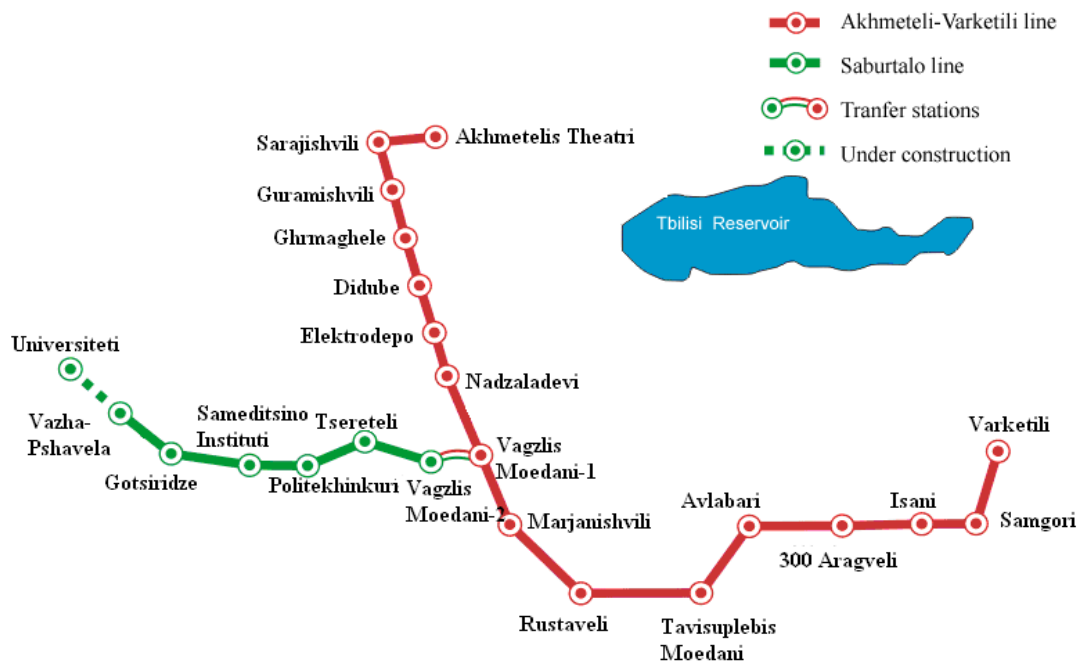 Akhmeteli-Varketili line
Saburtalo line
Tranfer stations
Under construction
Sarajishvili
Akhmetelis Theatri
Guramishvili
Ghrmaghele
Didube
Elektrodepo
Nadzaladevi
Tbilisi Reservoir
Universiteti
Vazha-
Pshavela
Gotsiridze
Sameditsino
Instituti
Politekhinkuri
Tsereteli
Vagzlis
Moedani-2
Vagzlis
Moedani-1
Marjanishvili
Rustaveli
Tavisuplebis
Moedani
Avlabari
300 Aragveli
Isani
Samgori
Varketili